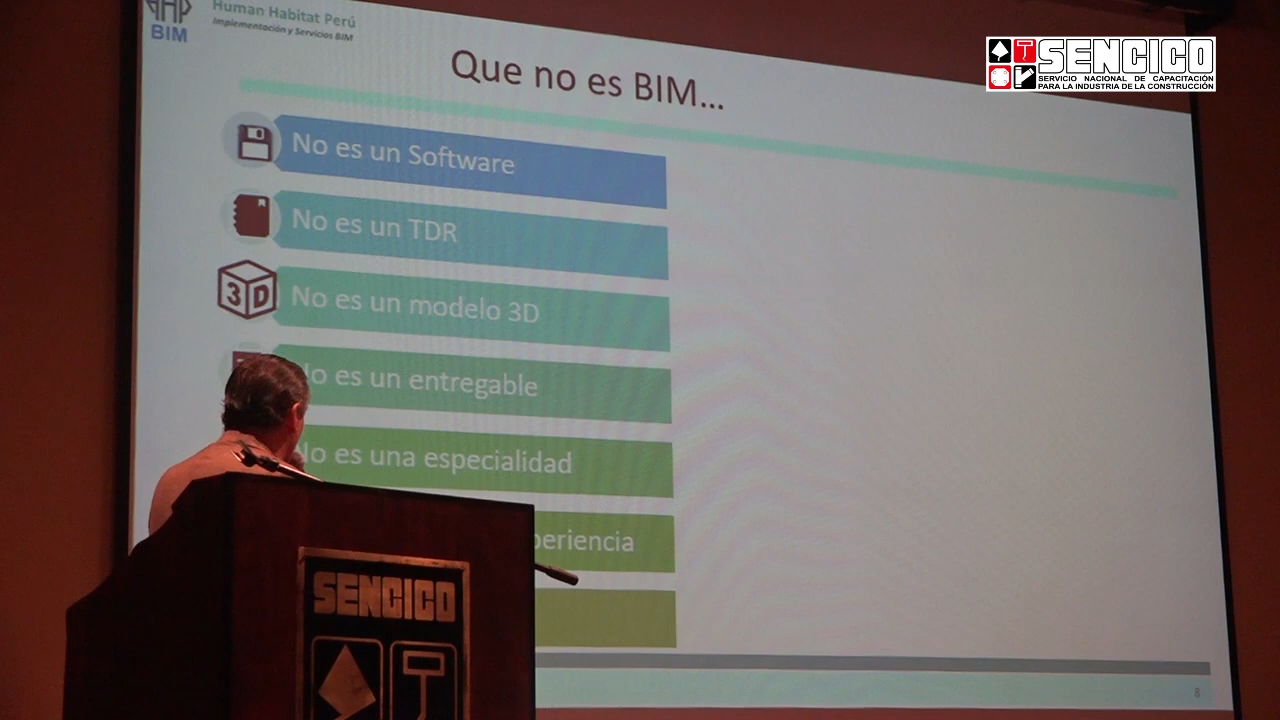 BIM
Human Habitat Perú
Implementación y Servicios BIM
SENCICO
SERVICIO NACIONAL DE CAPACITACIÓN
PARA LA INDUSTRIA DE LA CONSTRUCCIÓN
Que no es BIM...
No es un Software
No es un TDR
3D
No es un modelo 3D
No es un entregable
No es una especialidad
periencia
SENCICO
8